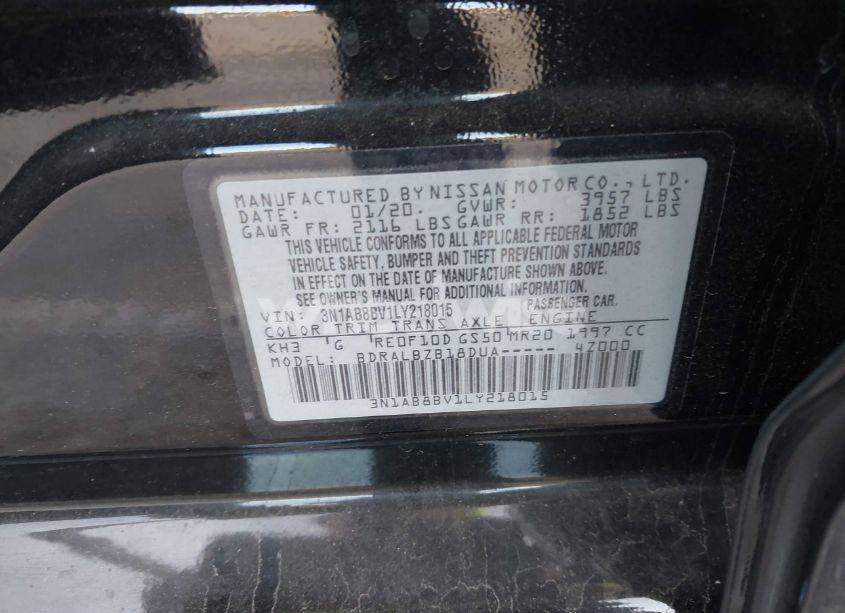 MANUFACTURED BY NISSAN MOTOR CO., LTD.
DATE: 01/20. GVWR: 3957 LBS
GAWR FR: 2116 LBS GAWR RR: 1852 LBS
THIS VEHICLE CONFORMS TO ALL APPLICABLE FEDERAL MOTOR
VEHICLE SAFETY, BUMPER AND THEFT PREVENTION STANDARDS
IN EFFECT ON THE DATE OF MANUFACTURE SHOWN ABOVE.
SEE OWNER'S MANUAL FOR ADDITIONAL INFORMATION.
VIN: 3N1AB8BV1LY218015 PASSENGER CAR.
COLOR TRIM TRANS AXLE ENGINE
KH3 'G 'RE0F10D GS50 'MR20 1997 CC
MODEL: BDRALBZB18DUA----- 4Z000
3N1AB8BV1LY218015